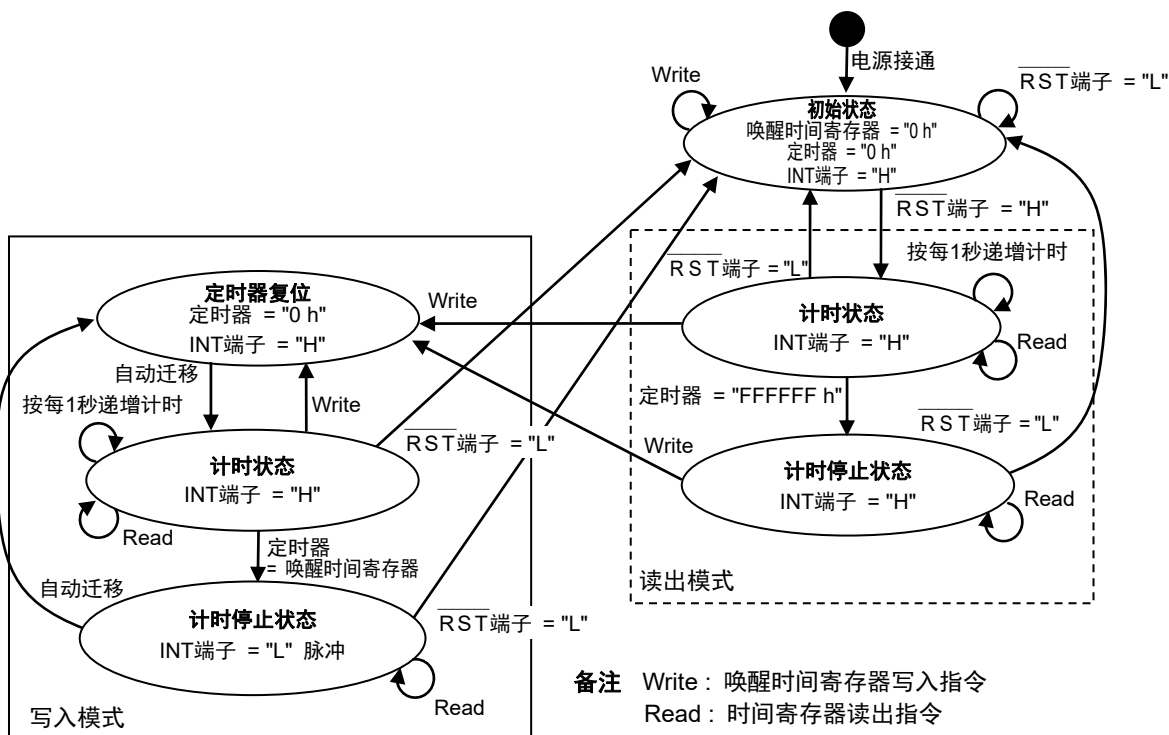 电源接通
Write
RST端子 = "L"
初始状态
唤醒时间寄存器 = "0 h"
定时器 = "0 h"
INT端子 = "H"
RST端子 = "H"
RST端子 = "L"
按每1秒递增计时
计时状态
INT端子 = "H"
Read
Write
定时器复位
定时器 = "0 h"
INT端子 = "H"
自动迁移
按每1秒递增计时
Write
RST端子 = "L"
计时状态
INT端子 = "H"
Read
定时器 = "FFFFFF h"
RST端子 = "L"
Write
计时停止状态
INT端子 = "H"
Read
读出模式
定时器
= 唤醒时间寄存器
自动迁移
计时停止状态
INT端子 = "L" 脉冲
RST端子 = "L"
Read
写入模式
备注 Write : 唤醒时间寄存器写入指令
Read : 时间寄存器读出指令